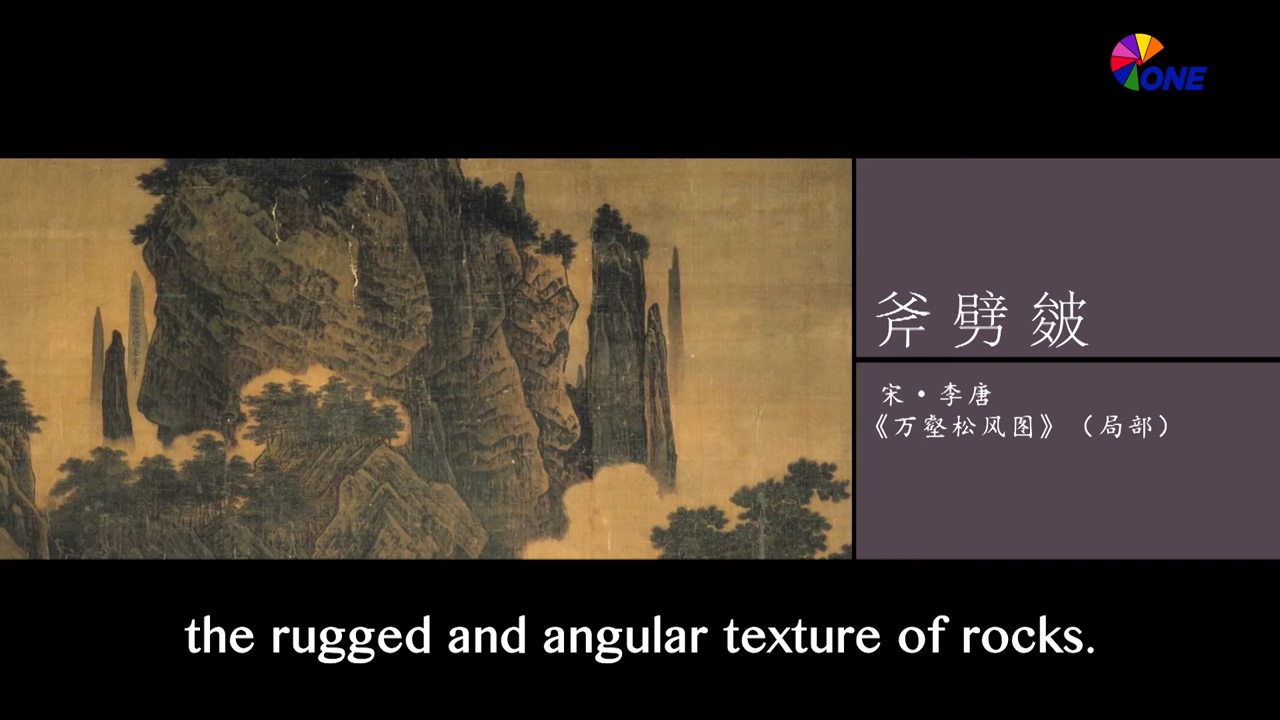 ONE
斧劈皴
宋·李唐
《万壑松风图》（局部）
the rugged and angular texture of rocks.